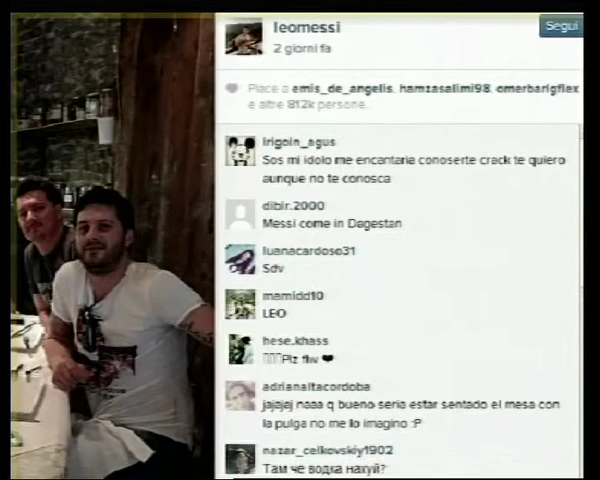 leomessi
Segui
2 giorni fa
Piace a emis_de_angelis, hamzasalimi98, omerbarigflex
e altre 812k persone.
irigoin_agus
Sos mi idolo me encantaria conoserte crack te quiero
aunque no te conosca
dibir.2000
Messi come in Dagestan
luanacardoso31
Sdv
mamidd10
LEO
hese.khass
Plz flw ❤
adrianaltacordoba
jajajaj naaa q bueno seria estar sentado el mesa con
la pulga no me lo imagino :P
nazar_celkovskiy1902
Там че водка нахуй?